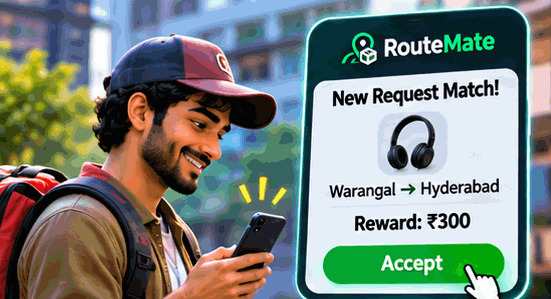 RouteMate
New Request Match!
Warangal → Hyderabad
Reward: ₹300
Accept